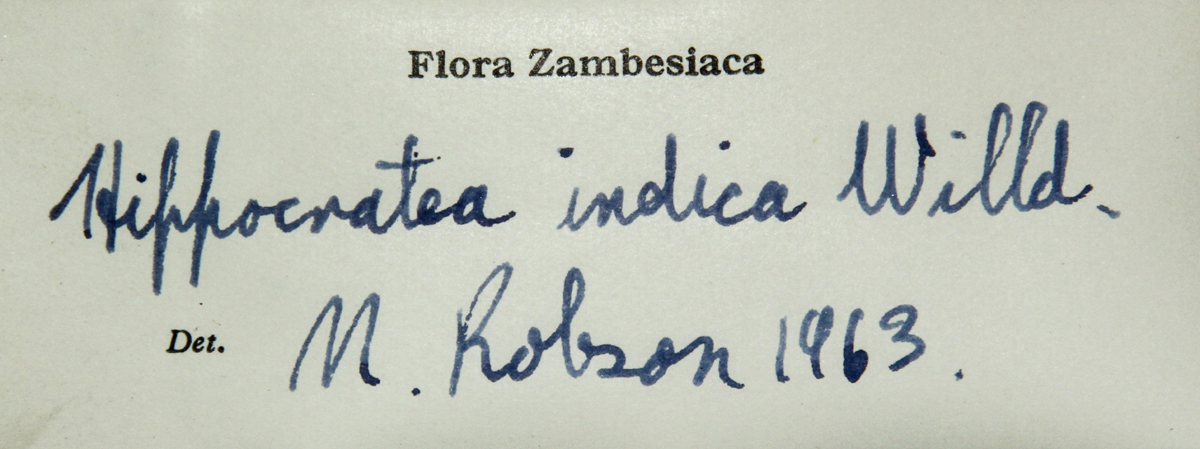 Flora Zambesiaca
Hippocratea indica Willd.
Det. N. Robson 1963.